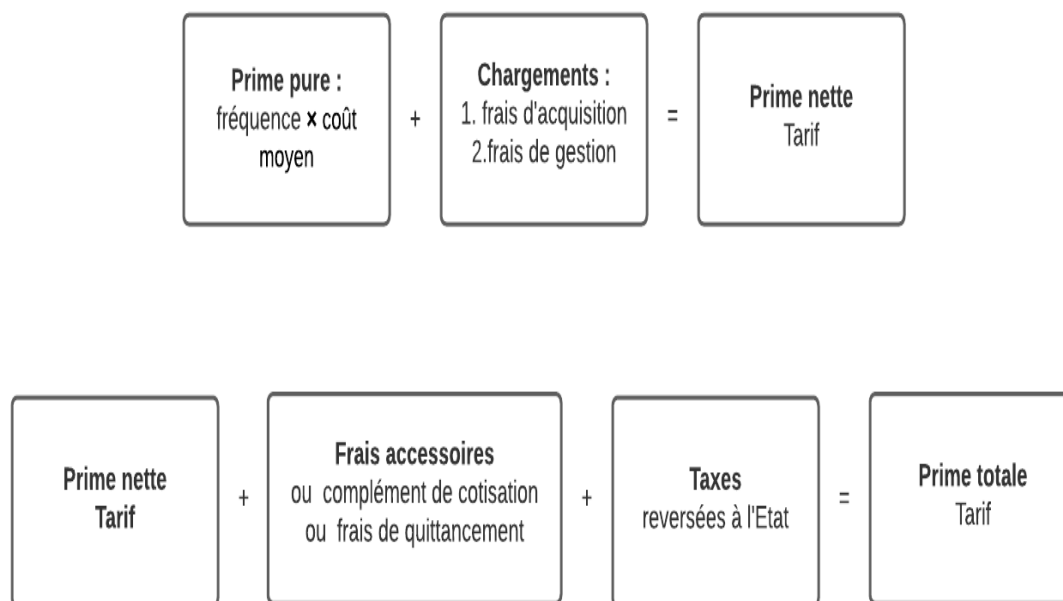 Prime pure :
fréquence × coût
moyen
+
Chargements :
1. frais d'acquisition
2.frais de gestion
=
Prime nette
Tarif
Prime nette
Tarif
+
Frais accessoires
ou complément de cotisation
ou frais de quittancement
+
Taxes
reversées à l'Etat
=
Prime totale
Tarif